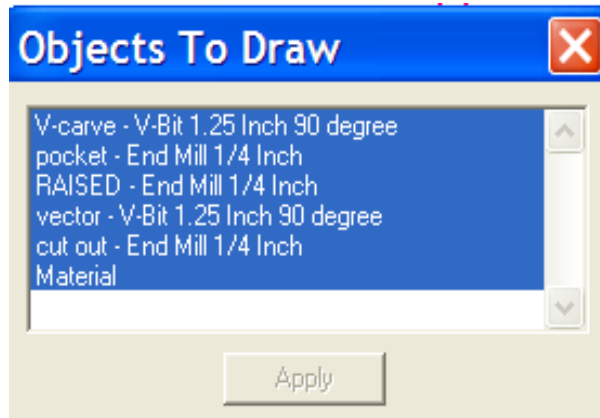 Objects To Draw
V-carve - V-Bit 1.25 Inch 90 degree
pocket - End Mill 1/4 Inch
RAISED - End Mill 1/4 Inch
vector - V-Bit 1.25 Inch 90 degree
cut out - End Mill 1/4 Inch
Material
Apply